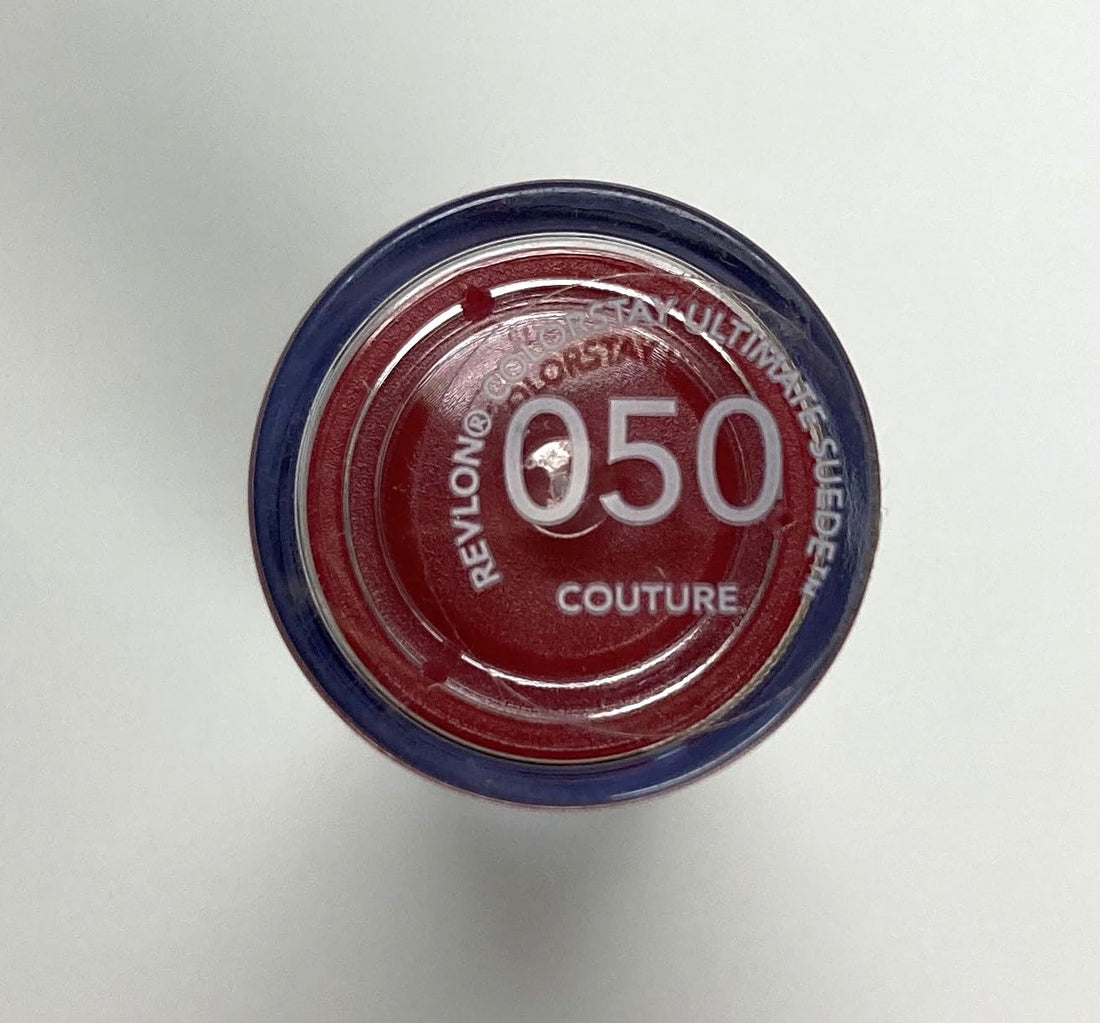 REVLON® COLORSTAY ULTIMATE SUEDE™
050
COUTURE